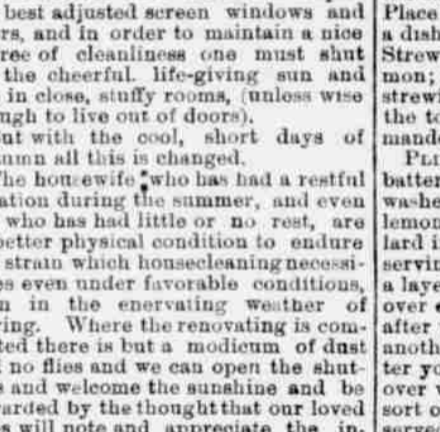 best adjusted screen windows and
rs, and in order to maintain a nice
ree of cleanliness one must shut
the cheerful. life-giving sun and
in close, stuffy rooms, (unless wise
ugh to live out of doors).
ut with the cool, short days of
umn all this is changed.
he housewife who has had a restful
ation during the summer, and even
who has had little or no rest, are
better physical condition to endure
strain which housecleaning necessi-
s even under favorable conditions,
n in the enervating weather of
ring. Where the renovating is com-
ted there is but a modicum of dust
no flies and we can open the shut-
s and welcome the sunshine and be
arded by the thought that our loved
s will note and appreciate the in-
Place
a dish
Strew
mon;
strewi
the to
mande
PLU
batter
washe
lemon
lard i
servin
a laye
over
after
anoth
ter yo
over w
sort o
served